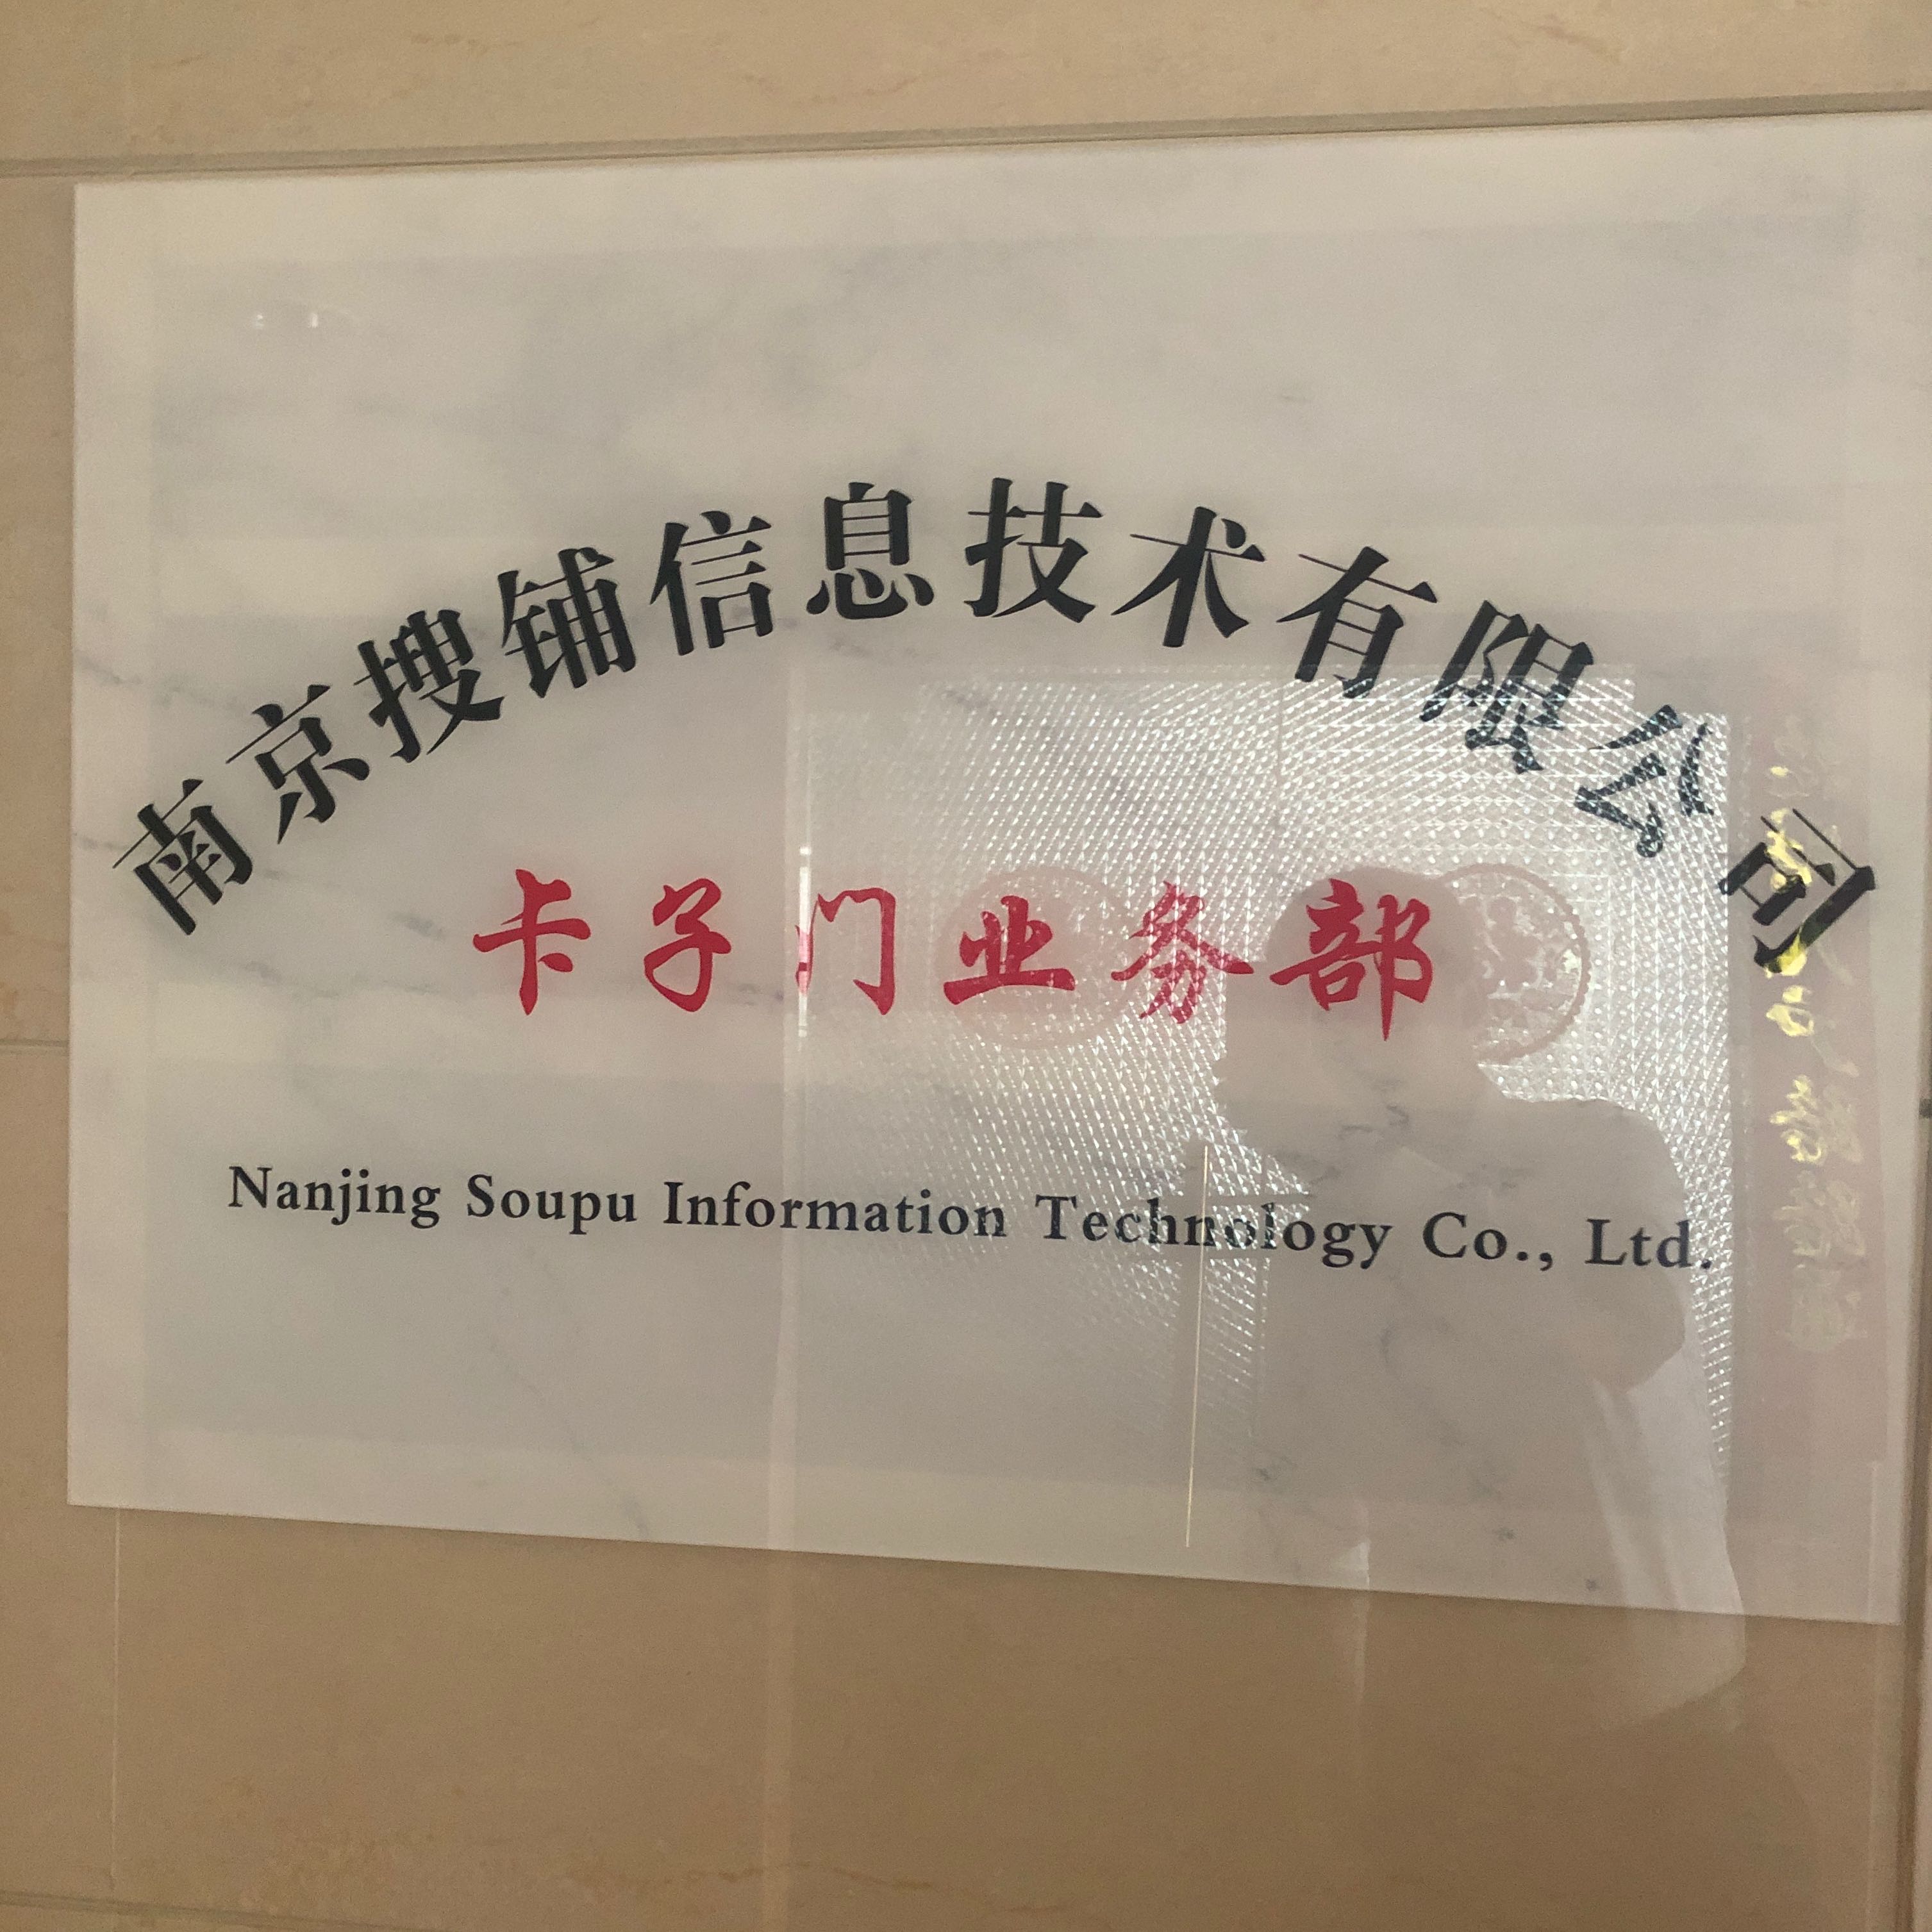 南京搜铺信息技术有限公司
卡子门业务部
Nanjing Soupu Information Technology Co., Ltd.